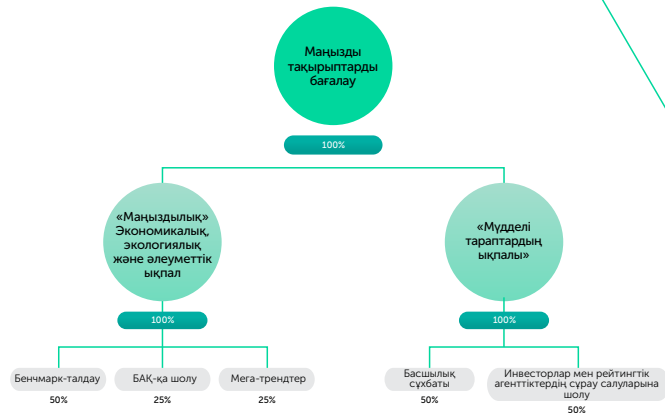 Маңызды
тақырыптарды
бағалау
100%
«Маңыздылық»
Экономикалық,
экологиялық
және әлеуметтік
ықпал
«Мүдделі
тараптардың
ықпалы»
100%
100%
Бенчмарк-талдау
БАҚ-қа шолу
Мега-трендтер
Басшылық
сұхбаты
Инвесторлар мен рейтингтік
агенттіктердің сұрау салуларына
шолу
50%
25%
25%
50%
50%